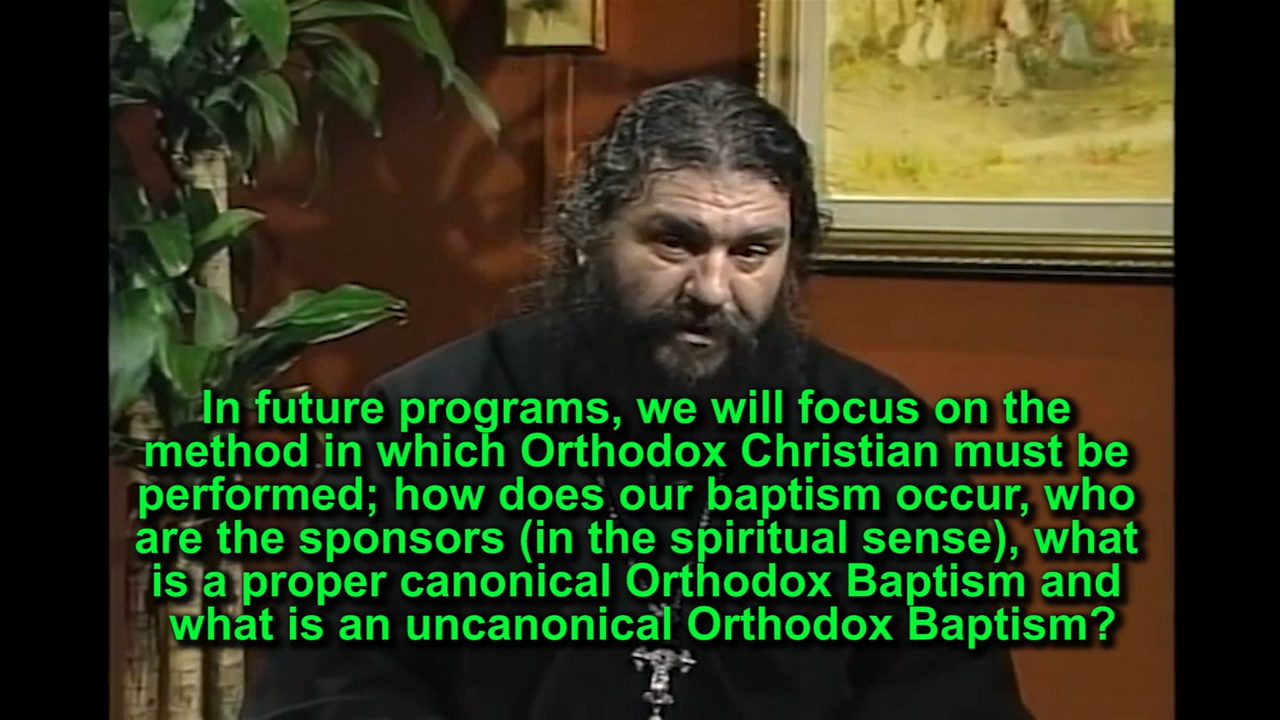 In future programs, we will focus on the
method in which Orthodox Christian must be
performed; how does our baptism occur, who
are the sponsors (in the spiritual sense), what
is a proper canonical Orthodox Baptism and
what is an uncanonical Orthodox Baptism?